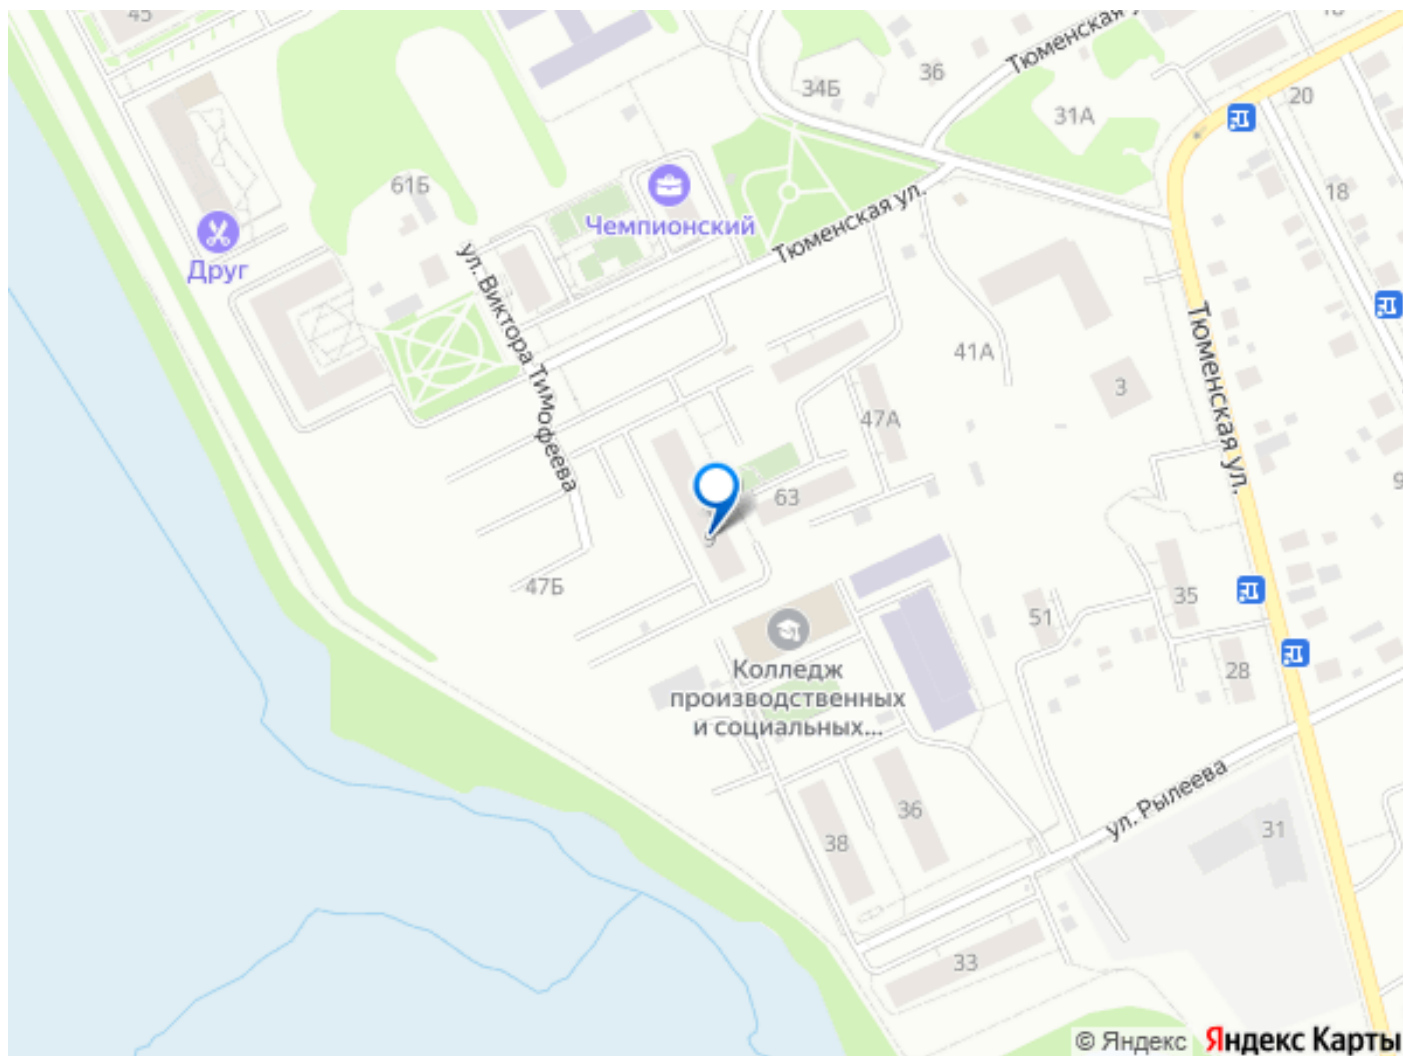 45
Тюменская ул.
36
34Б
31А
20
18
61Б
Чемпионский
Друг
ул. Виктора Тимофеева
Тюменская ул.
Тюменская ул.
41А
3
47А
63
9
9
47Б
35
51
28
Колледж
производственных
и социальных...
36
38
ул. Рылеева
31
33
© Яндекс
Яндекс Карты